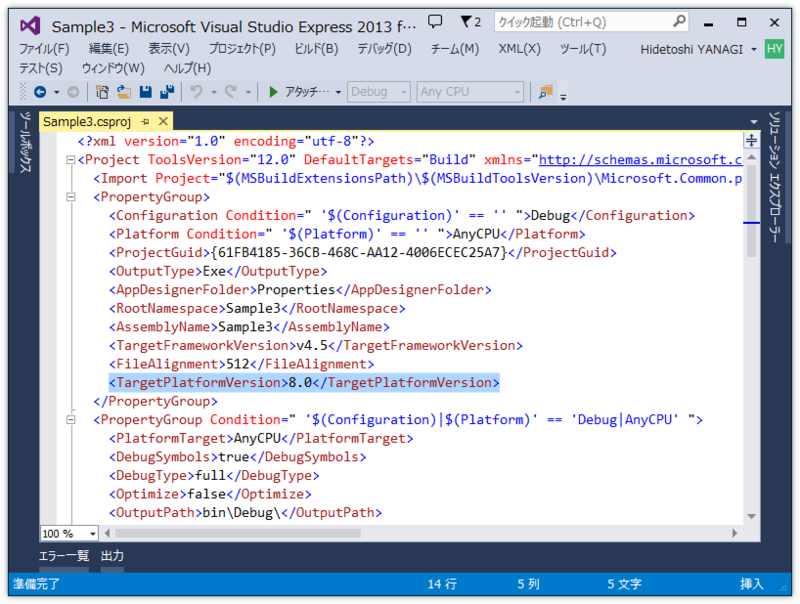 Sample3 - Microsoft Visual Studio Express 2013 f···
2
クイック起動 (Ctrl+Q)
ファイル(F) 編集(E) 表示(V) プロジェクト(P) ビルド(B) デバッグ(D) チーム(M) XML(X) ツール(T) Hidetoshi YANAGI HY
テスト(S) ウィンドウ(W) ヘルプ(H)
アタッチ··· Debug Any CPU
ツールボックス
Sample3.csproj
ソリューション エクスプローラー
<?xml version="1.0" encoding="utf-8"?>
<Project ToolsVersion="12.0" DefaultTargets="Build" xmlns="http://schemas.microsoft.c
<Import Project="$(MSBuildExtensionsPath)\$(MSBuildToolsVersion)\Microsoft.Common.p
<PropertyGroup>
<Configuration Condition=" '$(Configuration)' == '' ">Debug</Configuration>
<Platform Condition=" '$(Platform)' == '' ">AnyCPU</Platform>
<ProjectGuid>{61FB4185-36CB-468C-AA12-4006ECEC25A7}</ProjectGuid>
<OutputType>Exe</OutputType>
<AppDesignerFolder>Properties</AppDesignerFolder>
<RootNamespace>Sample3</RootNamespace>
<AssemblyName>Sample3</AssemblyName>
<TargetFrameworkVersion>v4.5</TargetFrameworkVersion>
<FileAlignment>512</FileAlignment>
<TargetPlatformVersion>8.0</TargetPlatformVersion>
</PropertyGroup>
<PropertyGroup Condition=" '$(Configuration)|$(Platform)' == 'Debug|AnyCPU' ">
<PlatformTarget>AnyCPU</PlatformTarget>
<DebugSymbols>true</DebugSymbols>
<DebugType>full</DebugType>
<Optimize>false</Optimize>
<OutputPath>bin\Debug\</OutputPath>
100 %
エラー一覧 出力
準備完了 14 行 5 列 5 文字 挿入